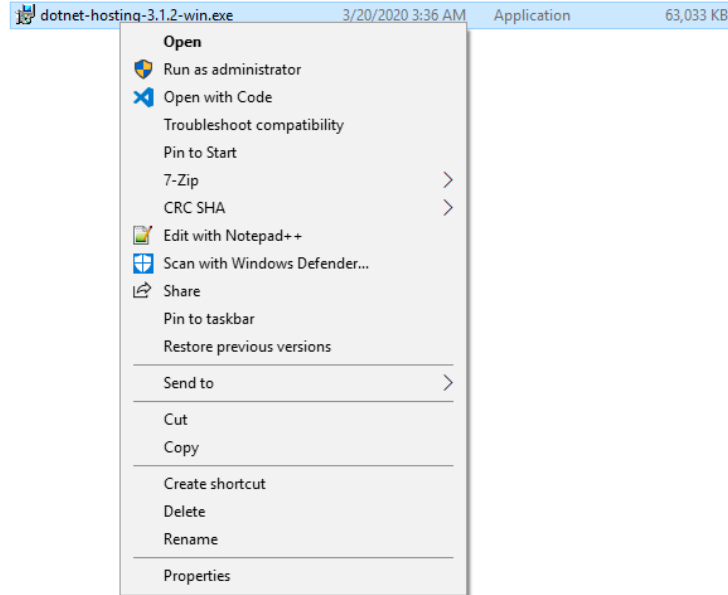 dotnet-hosting-3.1.2-win.exe 3/20/2020 3:36 AM Application 63,033 KB
Open
Run as administrator
Open with Code
Troubleshoot compatibility
Pin to Start
7-Zip
CRC SHA
Edit with Notepad++
Scan with Windows Defender...
Share
Pin to taskbar
Restore previous versions
Send to
Cut
Copy
Create shortcut
Delete
Rename
Properties